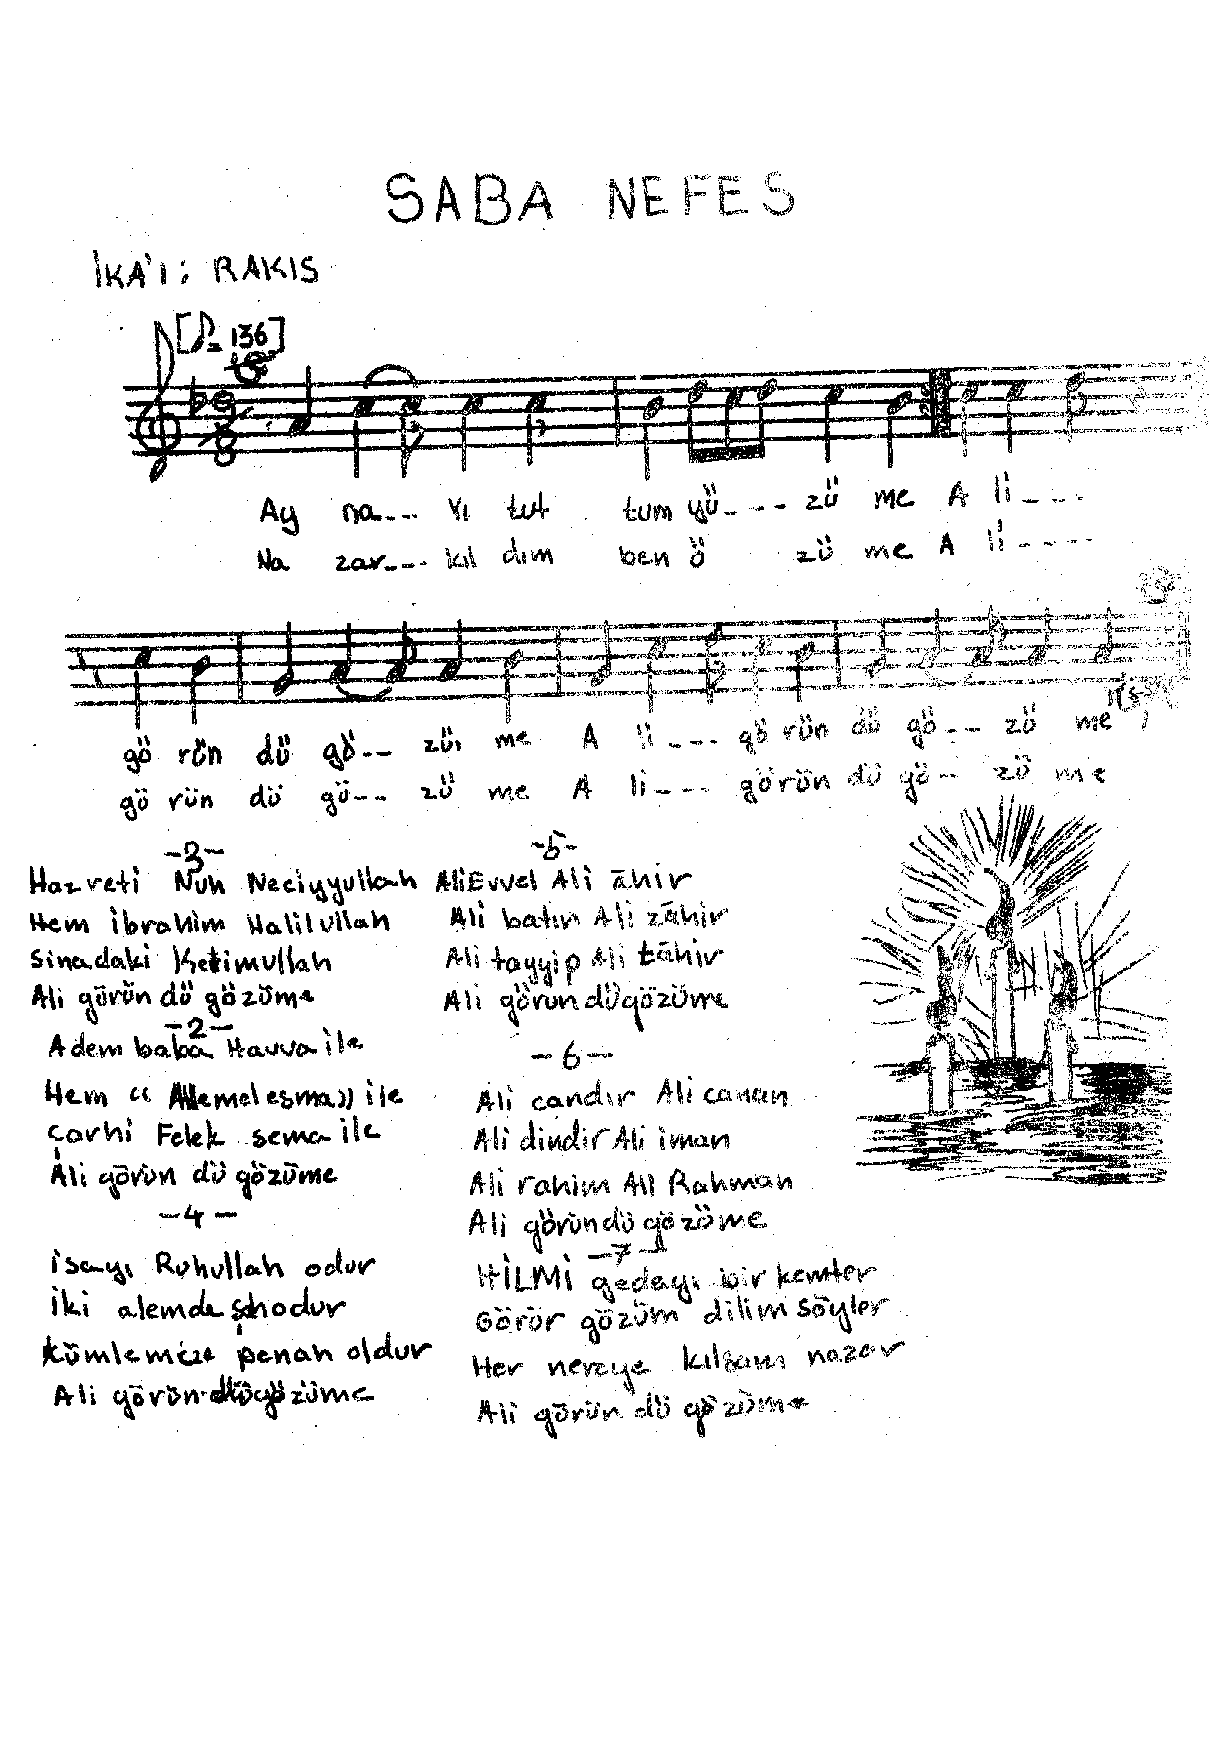 SABA NEFES
İKA'I: RAKIS
[♪=136]
Ay na--- yı tut tum yü---- zü me A li----
Na zar--- kıl dım ben ö zü me A li----
gö rün dü gö-- zü me A li---- gö rün dü gö-- zü me
gö rün dü gö-- zü me A li--- görün dü gö-- zü me
-3-
Hazreti Nuh Neciyyullah
Hem İbrahim Halilullah
Sinadaki Kelimullah
Ali görün dü gözüme
-2-
Adem baba Havva ile
Hem « Allemelesma» ile
çarhi Felek sema ile
Ali görün dü gözüme
-4-
İsayı Ruhullah odur
İki alemde şahodur
penah oldur
Ali görün dü gözüme
-5-
Ali Evvel Ali âhir
Ali batın Ali zâhir
Ali tayyip Ali tâhir
Ali görün dü gözüme
-6-
Ali candır Ali canan
Ali dindir Ali iman
Ali rahim Ali Rahman
Ali göründü gözüme
-7-
HİLMİ gedayı bir kemter
Görür gözüm dilim söyler
Her nereye kılsam nazar
Ali görün dü gözüme